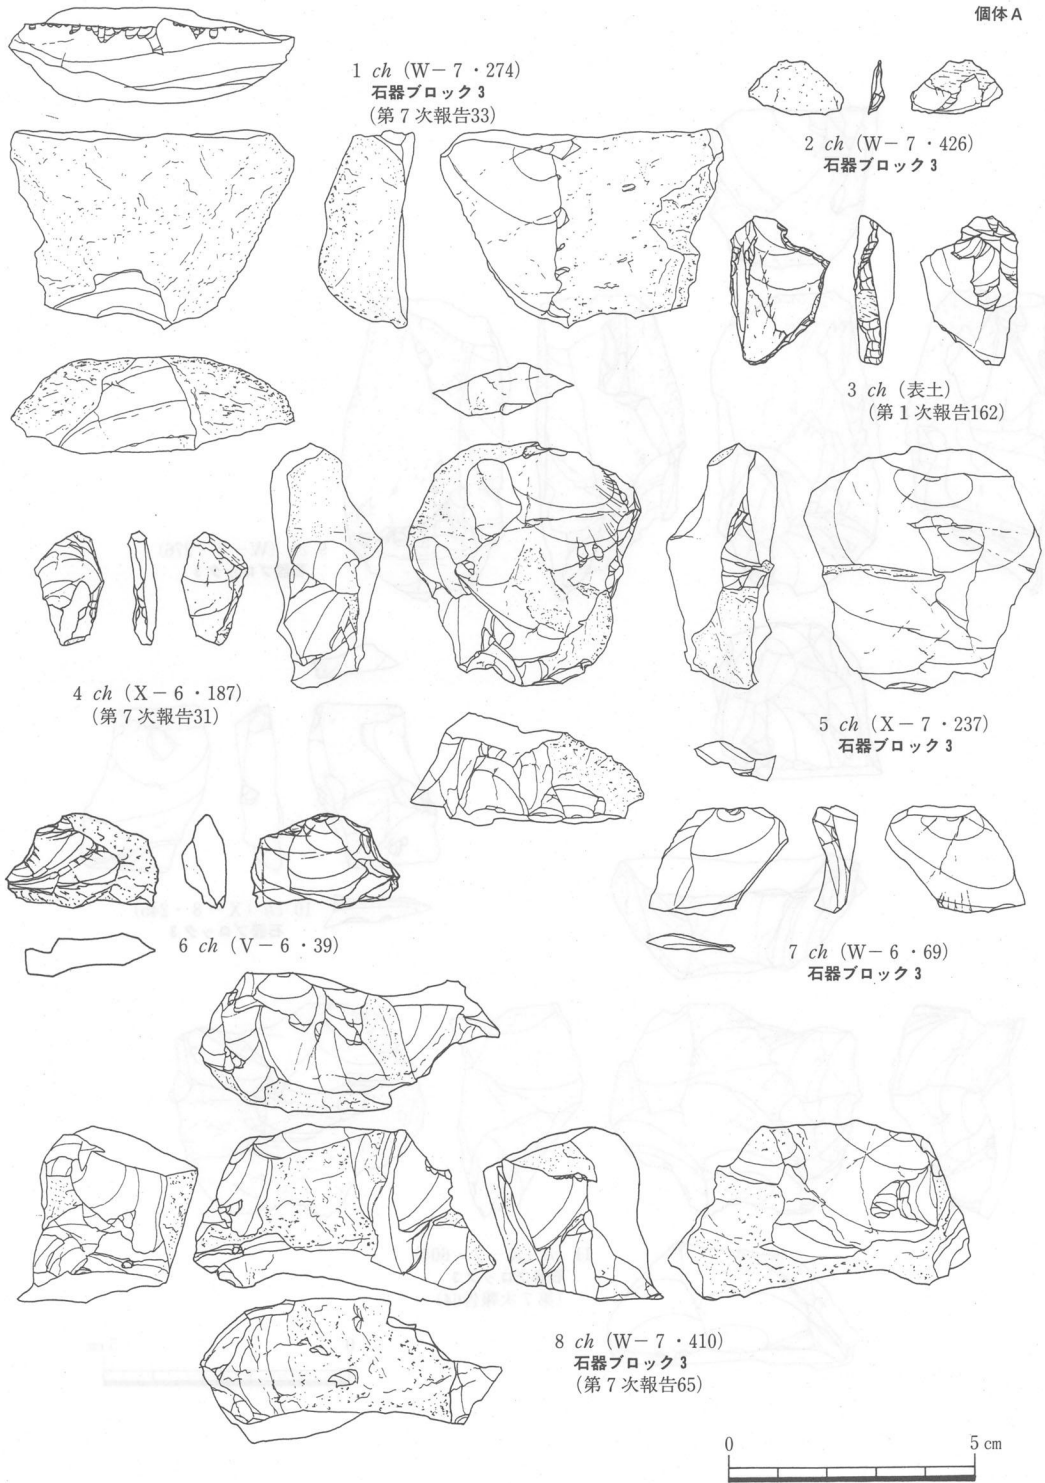 個体A
1 ch (W－7・274)
石器ブロック3
(第7次報告33)
2 ch (W－7・426)
石器ブロック3
3 ch (表土)
(第1次報告162)
4 ch (X－6・187)
(第7次報告31)
5 ch (X－7・237)
石器ブロック3
6 ch (V－6・39)
7 ch (W－6・69)
石器ブロック3
8 ch (W－7・410)
石器ブロック3
(第7次報告65)
0 5 cm